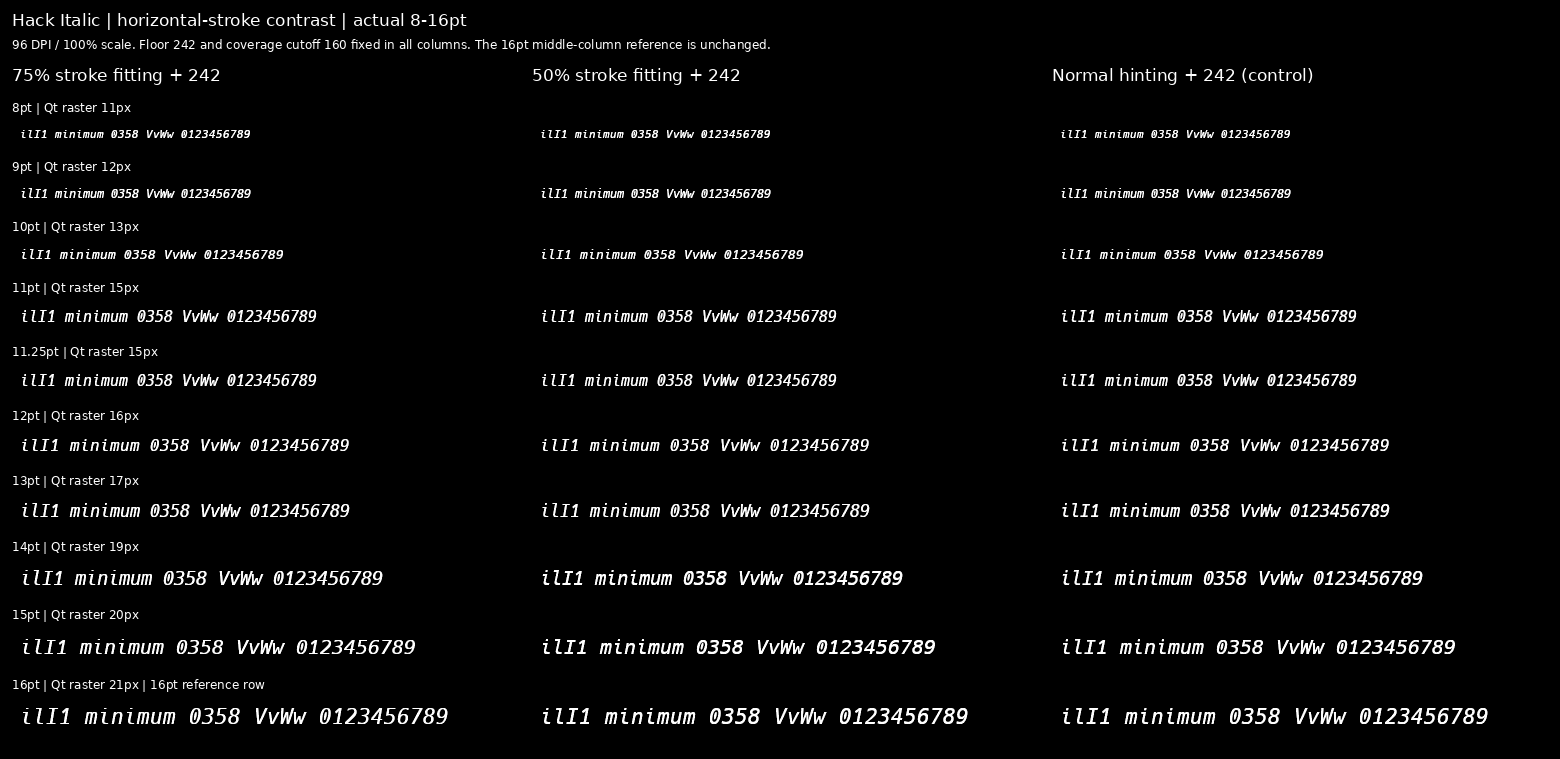 Hack Italic | horizontal-stroke contrast | actual 8-16pt
96 DPI / 100% scale. Floor 242 and coverage cutoff 160 fixed in all columns. The 16pt middle-column reference is unchanged.
75% stroke fitting + 242 50% stroke fitting + 242 Normal hinting + 242 (control)
8pt | Qt raster 11px
ilI1 minimum 0358 VvWw 0123456789 ilI1 minimum 0358 VvWw 0123456789 ilI1 minimum 0358 VvWw 0123456789
9pt | Qt raster 12px
ilI1 minimum 0358 VvWw 0123456789 ilI1 minimum 0358 VvWw 0123456789 ilI1 minimum 0358 VvWw 0123456789
10pt | Qt raster 13px
ilI1 minimum 0358 VvWw 0123456789 ilI1 minimum 0358 VvWw 0123456789 ilI1 minimum 0358 VvWw 0123456789
11pt | Qt raster 15px
ilI1 minimum 0358 VvWw 0123456789 ilI1 minimum 0358 VvWw 0123456789 ilI1 minimum 0358 VvWw 0123456789
11.25pt | Qt raster 15px
ilI1 minimum 0358 VvWw 0123456789 ilI1 minimum 0358 VvWw 0123456789 ilI1 minimum 0358 VvWw 0123456789
12pt | Qt raster 16px
ilI1 minimum 0358 VvWw 0123456789 ilI1 minimum 0358 VvWw 0123456789 ilI1 minimum 0358 VvWw 0123456789
13pt | Qt raster 17px
ilI1 minimum 0358 VvWw 0123456789 ilI1 minimum 0358 VvWw 0123456789 ilI1 minimum 0358 VvWw 0123456789
14pt | Qt raster 19px
ilI1 minimum 0358 VvWw 0123456789 ilI1 minimum 0358 VvWw 0123456789 ilI1 minimum 0358 VvWw 0123456789
15pt | Qt raster 20px
ilI1 minimum 0358 VvWw 0123456789 ilI1 minimum 0358 VvWw 0123456789 ilI1 minimum 0358 VvWw 0123456789
16pt | Qt raster 21px | 16pt reference row
ilI1 minimum 0358 VvWw 0123456789 ilI1 minimum 0358 VvWw 0123456789 ilI1 minimum 0358 VvWw 0123456789